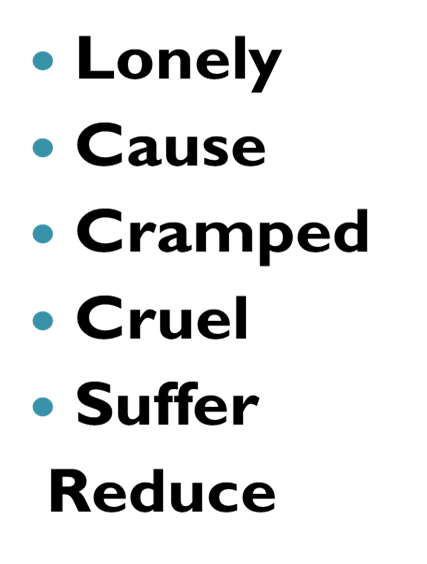 • Lonely
• Cause
• Cramped
• Cruel
• Suffer
Reduce